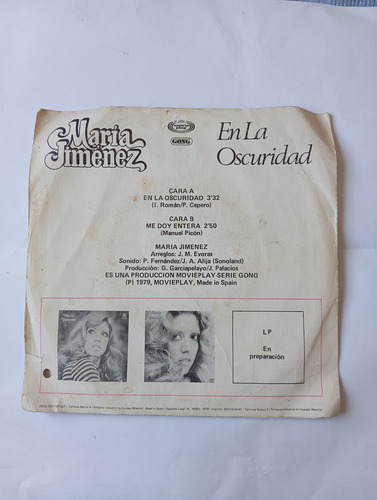 María
Jiménez
GONG
En La
Oscuridad
CARA A
EN LA OSCURIDAD 3'32
(I. Román/P. Cepero)
CARA B
ME DOY ENTERA 2'50
(Manuel Picón)
MARIA JIMENEZ
Arreglos: J. M. Evoras
Sonido: P. Fernández/J. A. Alija (Sonoland)
Producción: G. Garciapelayo/J. Palacios
ES UNA PRODUCCION MOVIEPLAY-SERIE GONG
(P) 1979, MOVIEPLAY, Made in Spain
LP
En
preparación